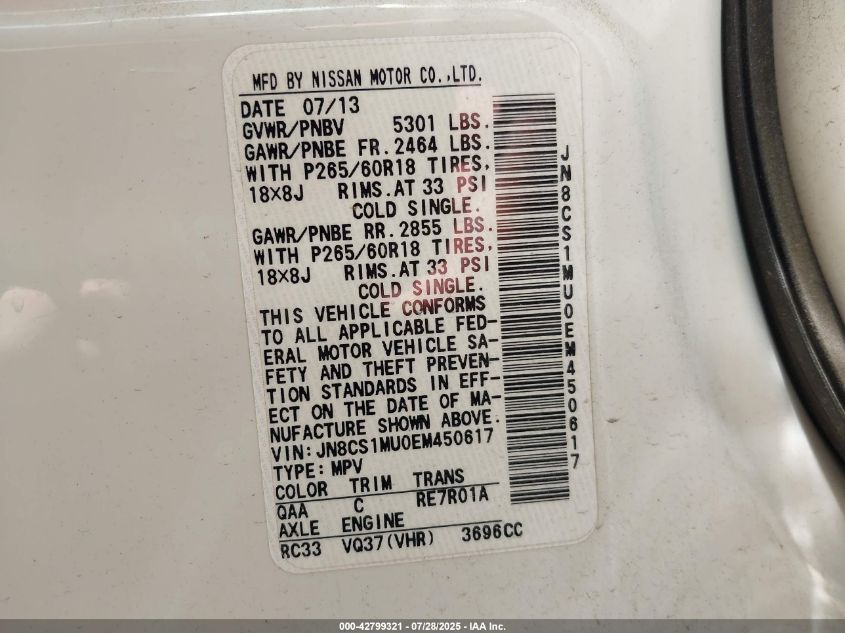 MFD BY NISSAN MOTOR CO.,LTD.
DATE 07/13
GVWR/PNBV 5301 LBS.
GAWR/PNBE FR. 2464 LBS.
WITH P265/60R18 TIRES,
18X8J RIMS. AT 33 PSI
COLD SINGLE.
GAWR/PNBE RR. 2855 LBS.
WITH P265/60R18 TIRES,
18X8J RIMS. AT 33 PSI
COLD SINGLE.
THIS VEHICLE CONFORMS
TO ALL APPLICABLE FED-
ERAL MOTOR VEHICLE SA-
FETY AND THEFT PREVEN-
TION STANDARDS IN EFF-
ECT ON THE DATE OF MA-
NUFACTURE SHOWN ABOVE.
VIN: JN8CS1MU0EM450617
TYPE: MPV
COLOR TRIM TRANS
QAA C RE7R01A
AXLE ENGINE
RC33 VQ37(VHR) 3696CC
JN8CS1MU0EM450617
000-42799321 / 07/28/2025 - IAA Inc.